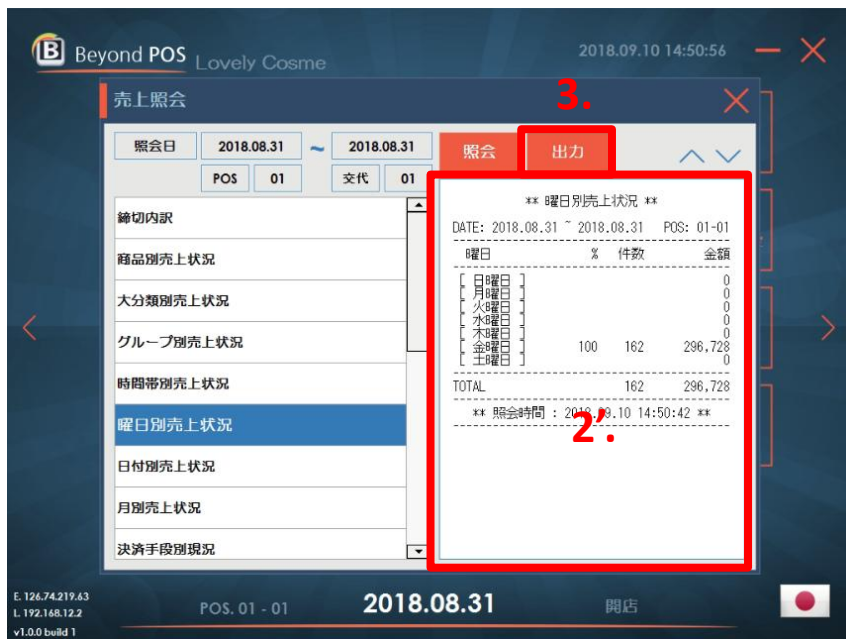 B Beyond POS Lovely Cosme 2018.09.10 14:50:56
売上照会
3.
照会日 2018.08.31 ~ 2018.08.31 照会 出力
POS 01 交代 01
締切内訳
商品別売上状況
大分類別売上状況
グループ別売上状況
時間帯別売上状況
曜日別売上状況
日付別売上状況
月別売上状況
決済手段別現況
** 曜日別売上状況 **
DATE: 2018.08.31 ~ 2018.08.31 POS: 01-01
曜日 % 件数 金額
[ 日曜日 ] 0
[ 月曜日 ] 0
[ 火曜日 ] 0
[ 水曜日 ] 0
[ 木曜日 ] 0
[ 金曜日 ] 100 162 296,728
[ 土曜日 ] 0
TOTAL 162 296,728
** 照会時間 : 2018.09.10 14:50:42 **
2'.
E. 126.74.219.63
L. 192.168.12.2
v1.0.0 build 1
POS. 01 - 01 2018.08.31 開店